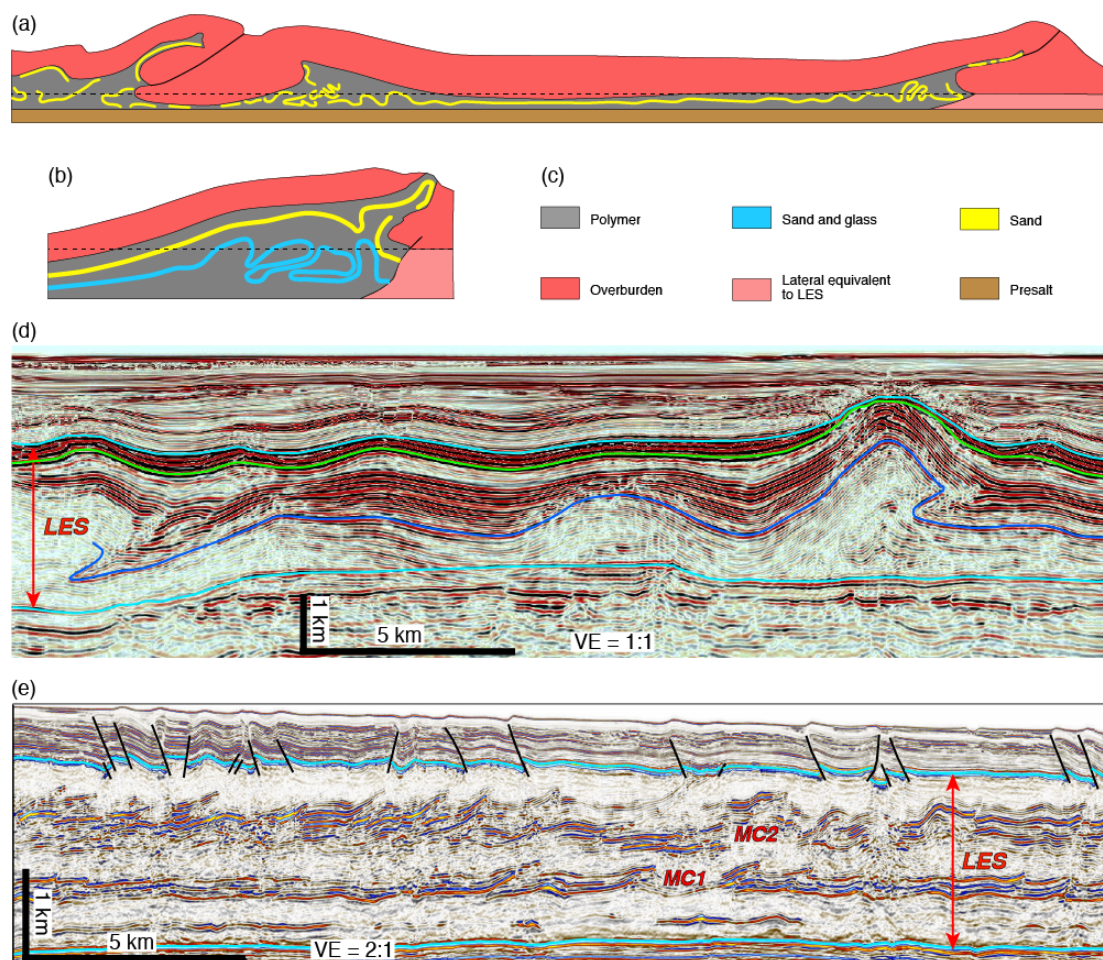 (a)
(b)
(c)
Polymer
Sand and glass
Sand
Overburden
Lateral equivalent
to LES
Presalt
(d)
LES
1 km
5 km
VE = 1:1
(e)
MC2
MC1
LES
1 km
5 km
VE = 2:1